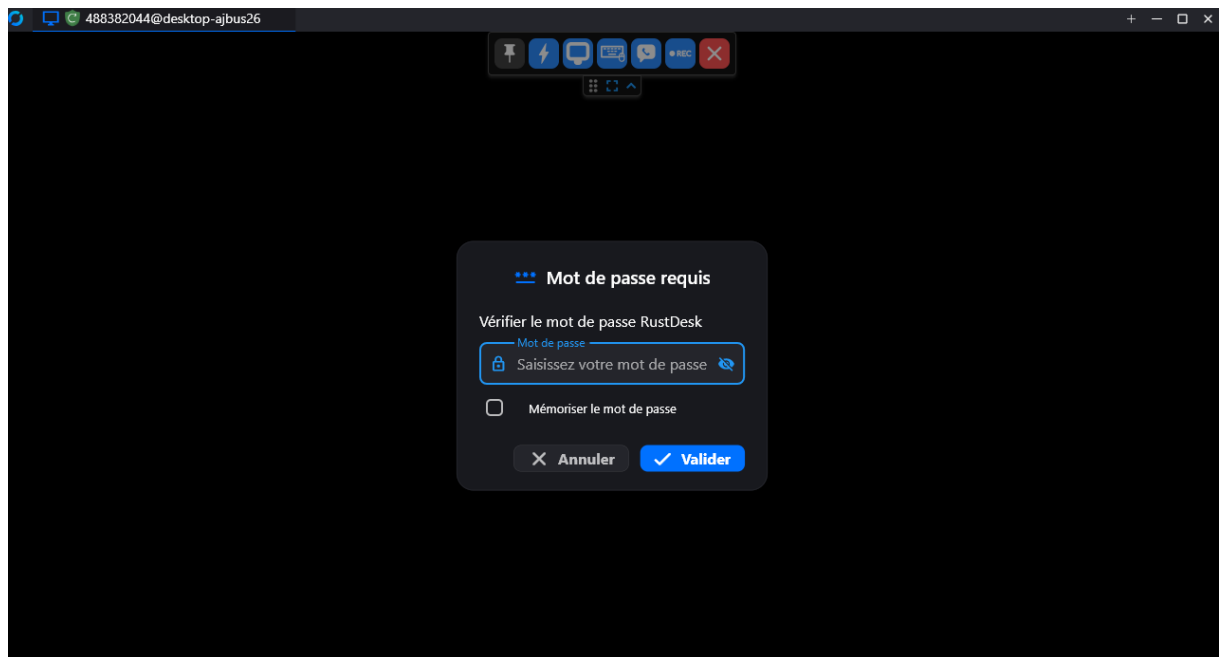 488382044@desktop-ajbus26
REC
Mot de passe requis
Vérifier le mot de passe RustDesk
Mot de passe
Saisissez votre mot de passe
Mémoriser le mot de passe
Annuler
Valider